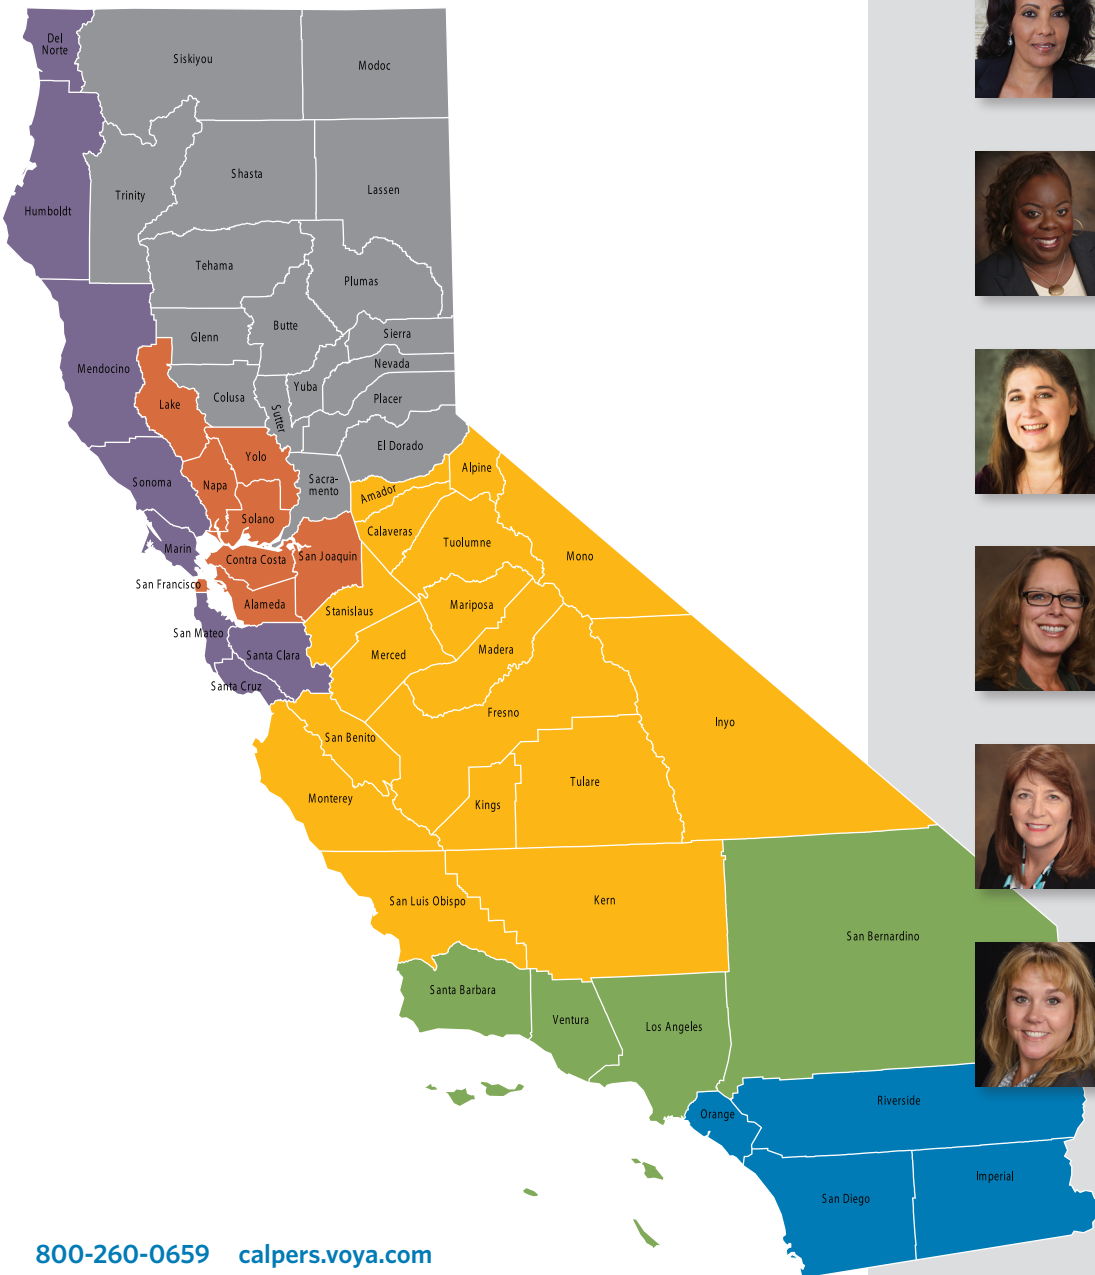 Del
Norte
Siskiyou
Modoc
Humboldt
Trinity
Shasta
Lassen
Tehama
Plumas
Mendocino
Glenn
Butte
Sierra
Nevada
Lake
Colusa
Sutter
Yuba
Placer
El Dorado
Sonoma
Napa
Yolo
Sacra-
mento
Amador
Alpine
Solano
Marin
Contra Costa
San Joaquin
Calaveras
Tuolumne
Mono
San Francisco
Alameda
Stanislaus
Mariposa
San Mateo
Santa Clara
Merced
Madera
Santa Cruz
Fresno
Inyo
San Benito
Monterey
Kings
Tulare
San Luis Obispo
Kern
San Bernardino
Santa Barbara
Ventura
Los Angeles
Orange
Riverside
San Diego
Imperial
800-260-0659 calpers.voya.com